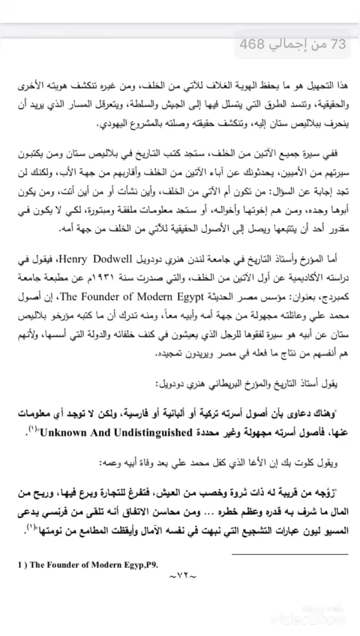 73 من إجمالي 468
هذا التجهيل هو ما يحفظ الهوية الغلاف للآتي من الخلف، ومن غيره تنكشف هويته الأخرى
والحقيقية، وتنسد الطرق التي يتسلل فيها إلى الجيش والسلطة، ويتعرقل المسار الذي يريد أن
ينحرف ببلاليص ستان إليه، وتنكشف حقيقته وصلته بالمشروع اليهودي.
ففي سيرة جميع الآتين من الخلف، ستجد كتب التاريخ في بلاليص ستان ومن يكتبون
سيرتهم من الأميين، يحدثونك عن آباء الآتين من الخلف وأقاربهم من جهة الأب، ولكنك لن
تجد إجابة عن السؤال: من تكون أم الآتي من الخلف، وأين نشأت أو من أين أتت، ومن يكون
أبوها وجده، ومن هم إخوتها وأخواله، أو ستجد معلومات ملفقة ومبتورة، لكي لا يكون في
مقدور أحد أن يتتبعها ويصل إلى الأصول الحقيقية للآتي من الخلف من جهة أمه.
أما المؤرخ وأستاذ التاريخ في جامعة لندن هنري دودويل Henry Dodwell، فيقول في
دراسته الأكاديمية عن أول الآتين من الخلف، والتي صدرت سنة ١٩٣١م عن مطبعة جامعة
كمبردج، بعنوان: مؤسس مصر الحديثة The Founder of Modern Egypt، إن أصول
محمد علي وعائلته مجهولة من جهة أمه وأبيه معاً، ومنه تدرك أن ما كتبه مؤرخو بلاليص
ستان عن أبيه هو سيرة لفقوها للرجل الذي يعيشون في كنف خلفائه والدولة التي أسسها، ولأنهم
هم أنفسهم من نتاج ما فعله في مصر ويريدون تمجيده.
يقول أستاذ التاريخ والمؤرخ البريطاني هنري دودويل:
"وهناك دعاوى بأن أصول أسرته تركية أو ألبانية أو فارسية، ولكن لا توجد أي معلومات
عنها، فأصول أسرته مجهولة وغير محددة Unknown And Undistinguished"(١).
ويقول كلوت بك إن الأغا الذي كفل محمد علي بعد وفاة أبيه وعمه:
"زوّجه من قريبة له ذات ثروة وخصب من العيش، فتفرغ للتجارة وبرع فيها، وربح من
المال ما شرف به قدره وعظم خطره ... ومن محاسن الاتفاق أنه تلقى من فرنسي يدعى
المسيو ليون عبارات التشجيع التي نبهت في نفسه الآمال وأيقظت المطامع من نومتها"(١).
1 ) The Founder of Modern Egyp,P9.
~٧٢~